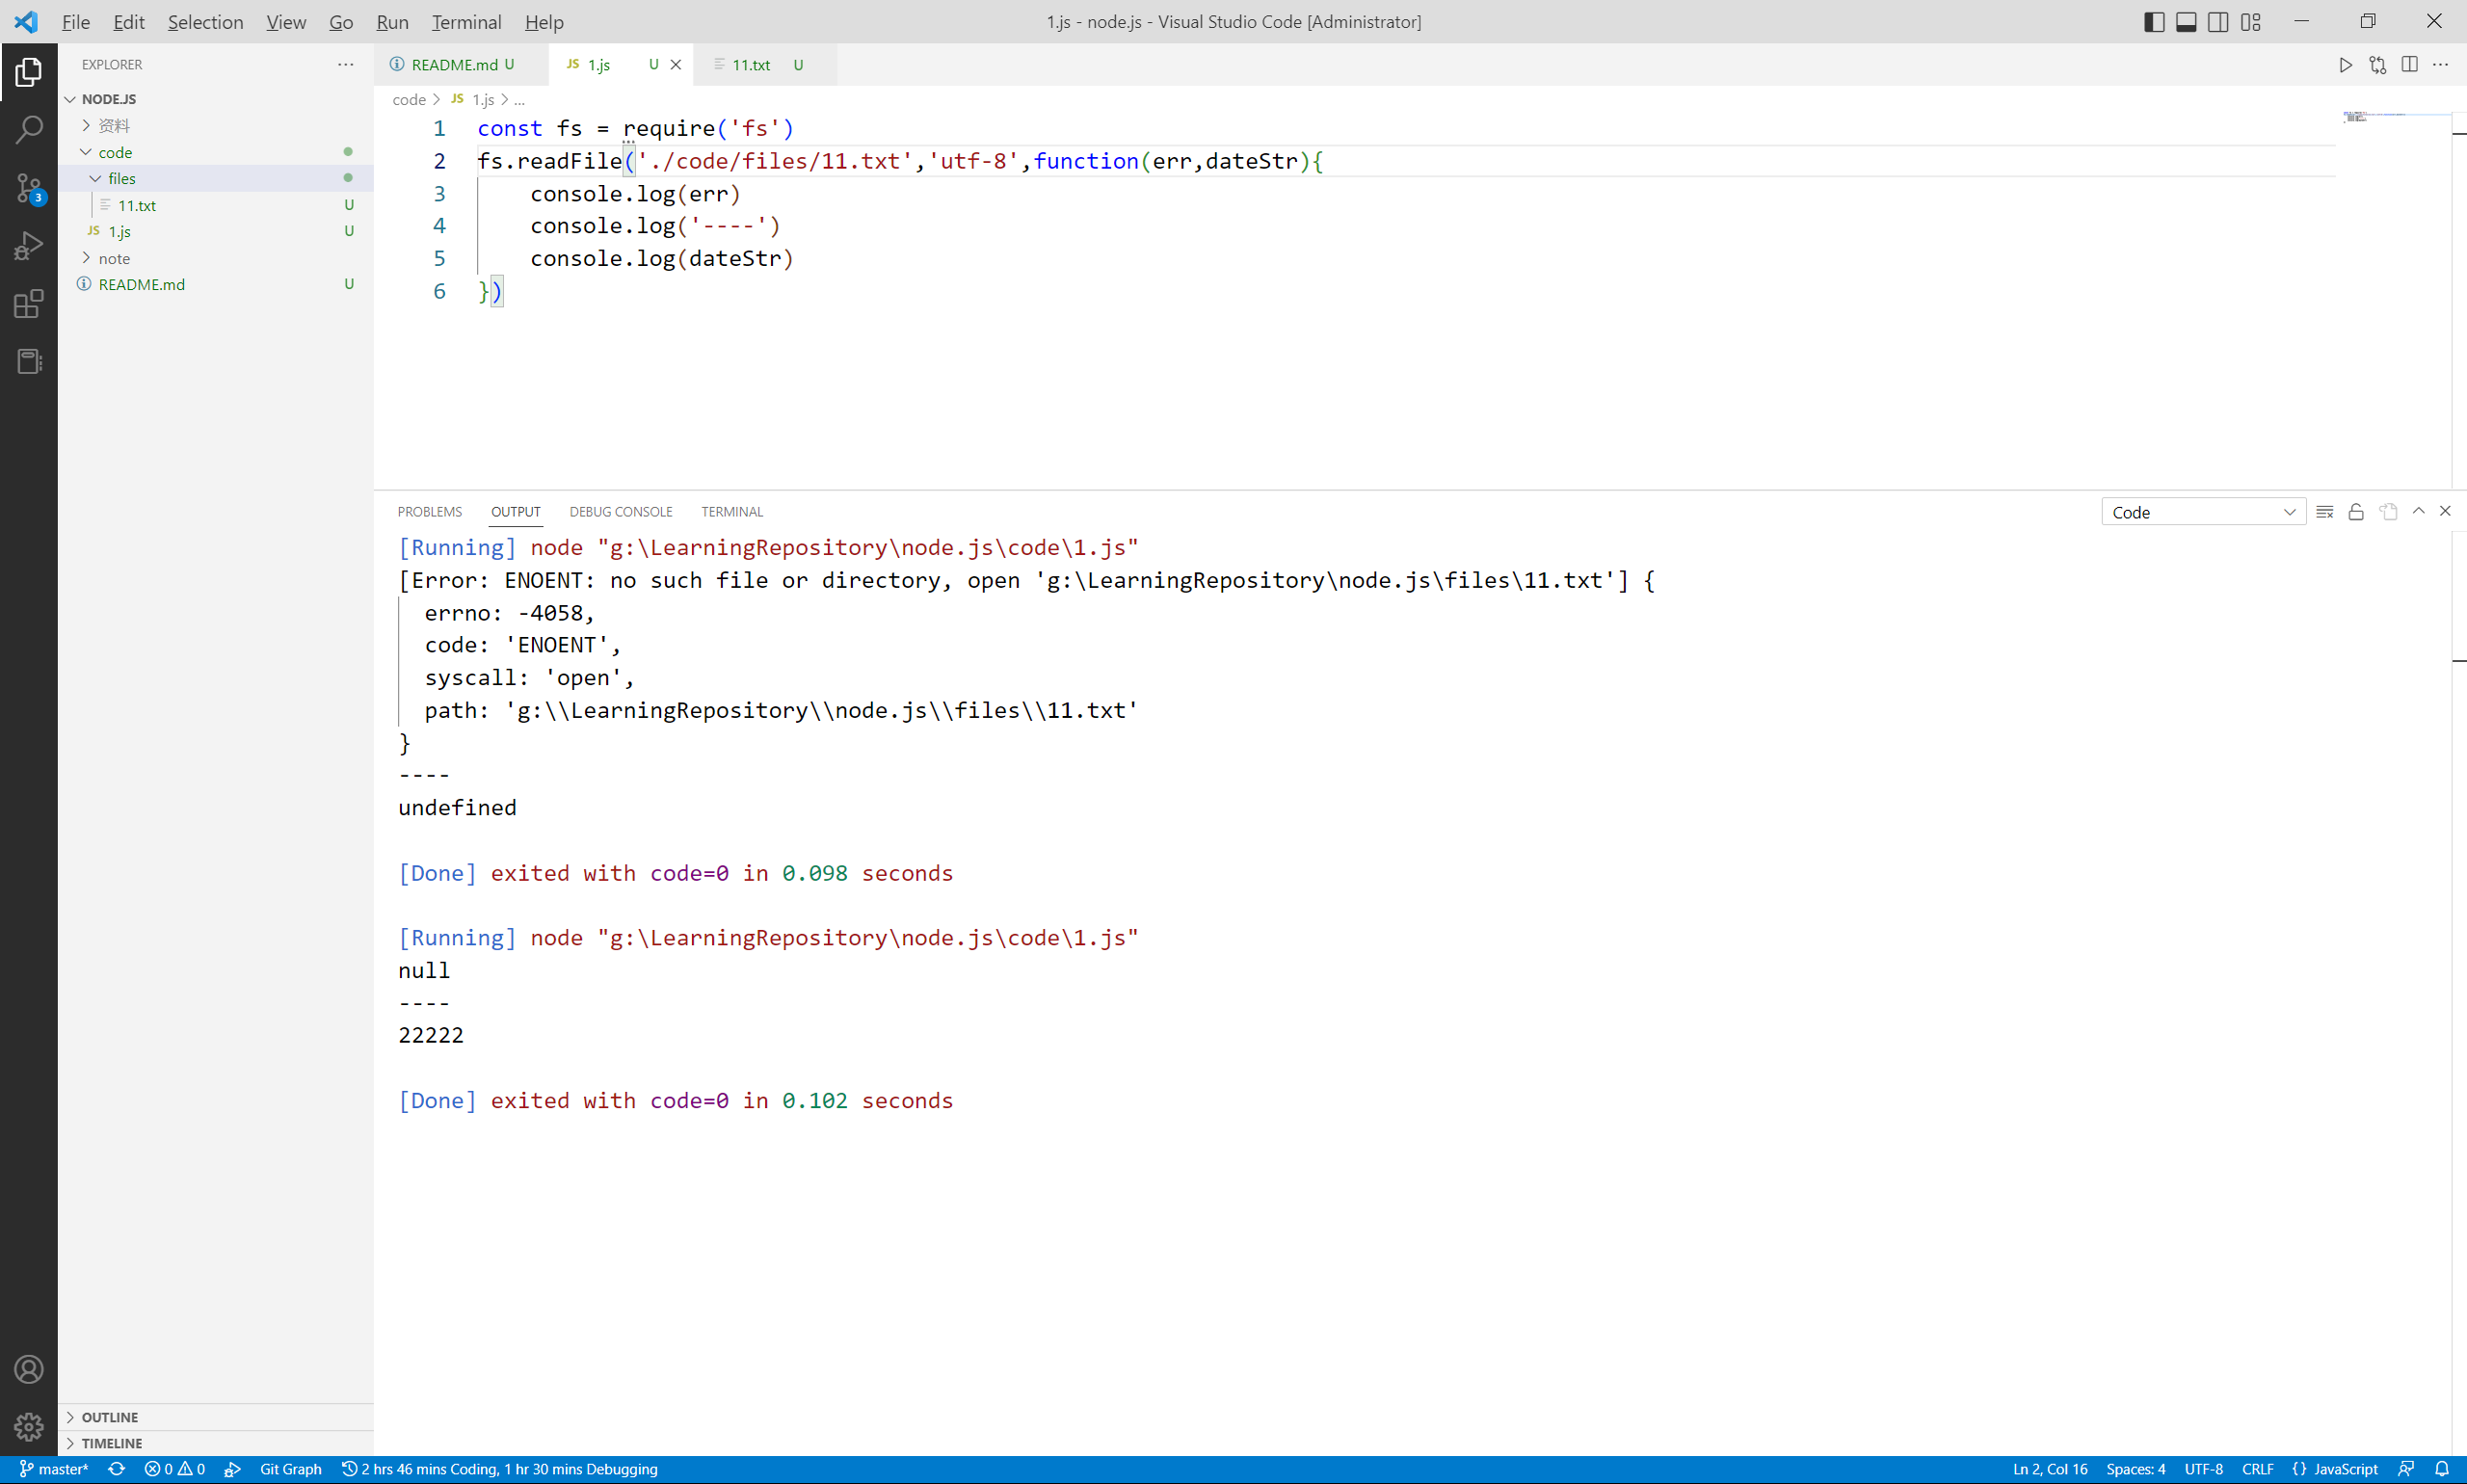 File Edit Selection View Go Run Terminal Help
1.js - node.js - Visual Studio Code [Administrator]
EXPLORER
NODE.JS
资料
code
files
11.txt U
1.js U
note
README.md U
3
OUTLINE
TIMELINE
README.md U
JS 1.js U
11.txt U
code > JS 1.js > ...
1 const fs = require('fs')
2 fs.readFile('./code/files/11.txt','utf-8',function(err,dateStr){
3 console.log(err)
4 console.log('----')
5 console.log(dateStr)
6 })
PROBLEMS OUTPUT DEBUG CONSOLE TERMINAL
Code
[Running] node "g:\LearningRepository\node.js\code\1.js"
[Error: ENOENT: no such file or directory, open 'g:\LearningRepository\node.js\files\11.txt'] {
errno: -4058,
code: 'ENOENT',
syscall: 'open',
path: 'g:\\LearningRepository\\node.js\\files\\11.txt'
}
----
undefined
[Done] exited with code=0 in 0.098 seconds
[Running] node "g:\LearningRepository\node.js\code\1.js"
null
----
22222
[Done] exited with code=0 in 0.102 seconds
master* 0 0 Git Graph 2 hrs 46 mins Coding, 1 hr 30 mins Debugging
Ln 2, Col 16 Spaces: 4 UTF-8 CRLF {} JavaScript